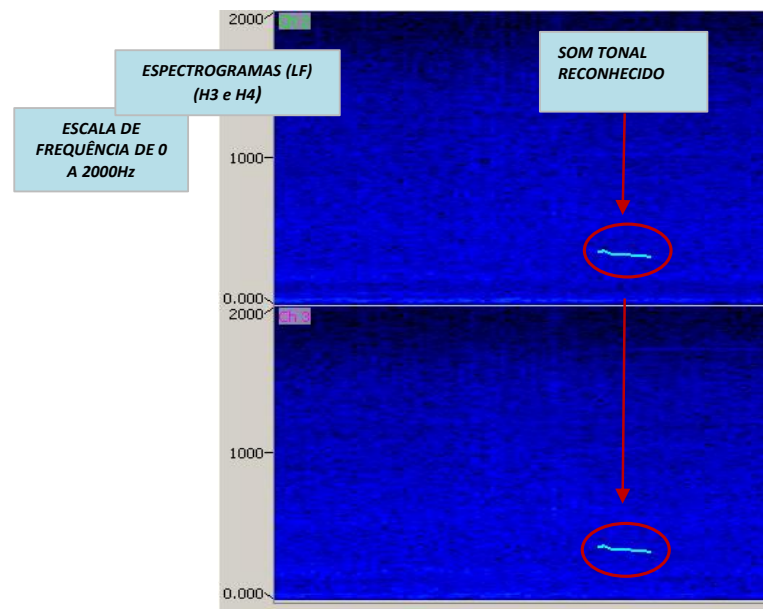 2000
ESPECTROGRAMAS (LF)
(H3 e H4)
SOM TONAL
RECONHECIDO
ESCALA DE
FREQUÊNCIA DE 0
A 2000Hz
1000
0.000
2000
Ch 3
1000
0.000